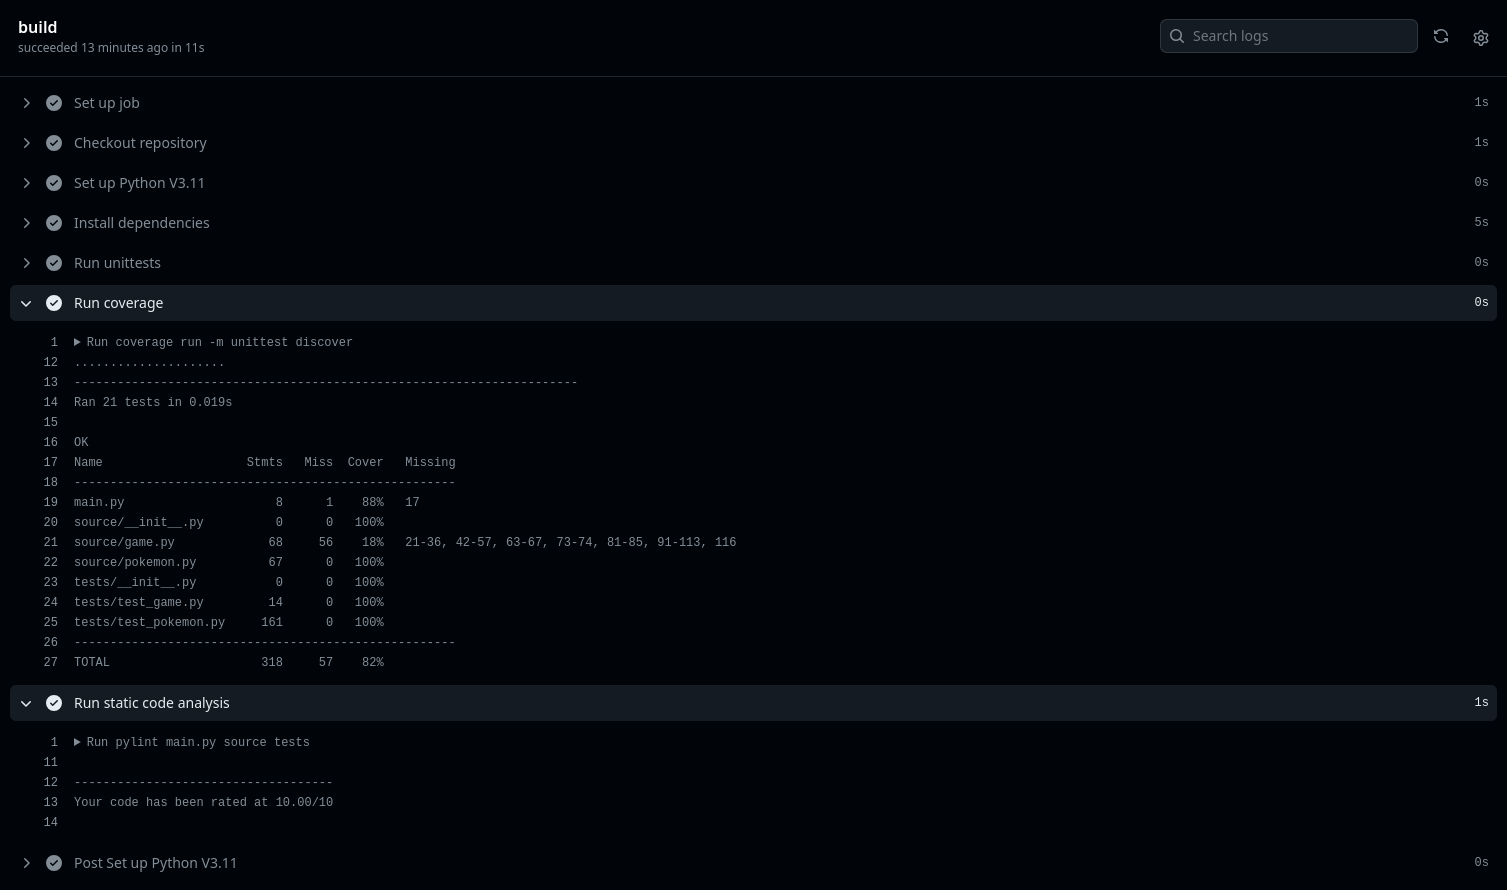 build
succeeded 13 minutes ago in 11s
Search logs
Set up job 1s
Checkout repository 1s
Set up Python V3.11 0s
Install dependencies 5s
Run unittests 0s
Run coverage 0s
1 Run coverage run -m unittest discover
12 .....................
13 ----------------------------------------------------------------------
14 Ran 21 tests in 0.019s
15
16 OK
17 Name                    Stmts   Miss  Cover   Missing
18 -----------------------------------------------------
19 main.py                     8      1    88%   17
20 source/__init__.py          0      0   100%
21 source/game.py             68     56    18%   21-36, 42-57, 63-67, 73-74, 81-85, 91-113, 116
22 source/pokemon.py          67      0   100%
23 tests/__init__.py           0      0   100%
24 tests/test_game.py         14      0   100%
25 tests/test_pokemon.py     161      0   100%
26 -----------------------------------------------------
27 TOTAL                     318     57    82%
Run static code analysis 1s
1 Run pylint main.py source tests
11
12 ------------------------------------
13 Your code has been rated at 10.00/10
14
Post Set up Python V3.11 0s